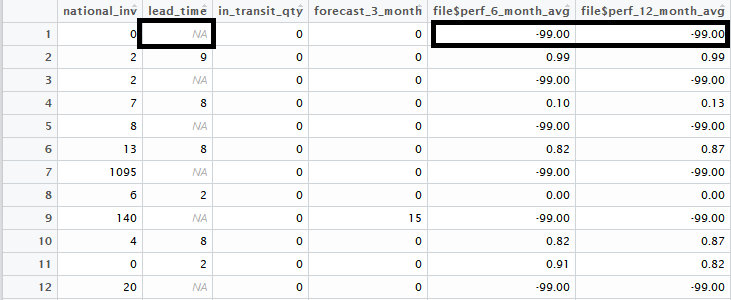 national_inv lead_time in_transit_qty forecast_3_month file$perf_6_month_avg file$perf_12_month_avg
1 0 NA 0 0 -99.00 -99.00
2 2 9 0 0 0.99 0.99
3 2 NA 0 0 -99.00 -99.00
4 7 8 0 0 0.10 0.13
5 8 NA 0 0 -99.00 -99.00
6 13 8 0 0 0.82 0.87
7 1095 NA 0 0 -99.00 -99.00
8 6 2 0 0 0.00 0.00
9 140 NA 0 15 -99.00 -99.00
10 4 8 0 0 0.82 0.87
11 0 2 0 0 0.91 0.82
12 20 NA 0 0 -99.00 -99.00